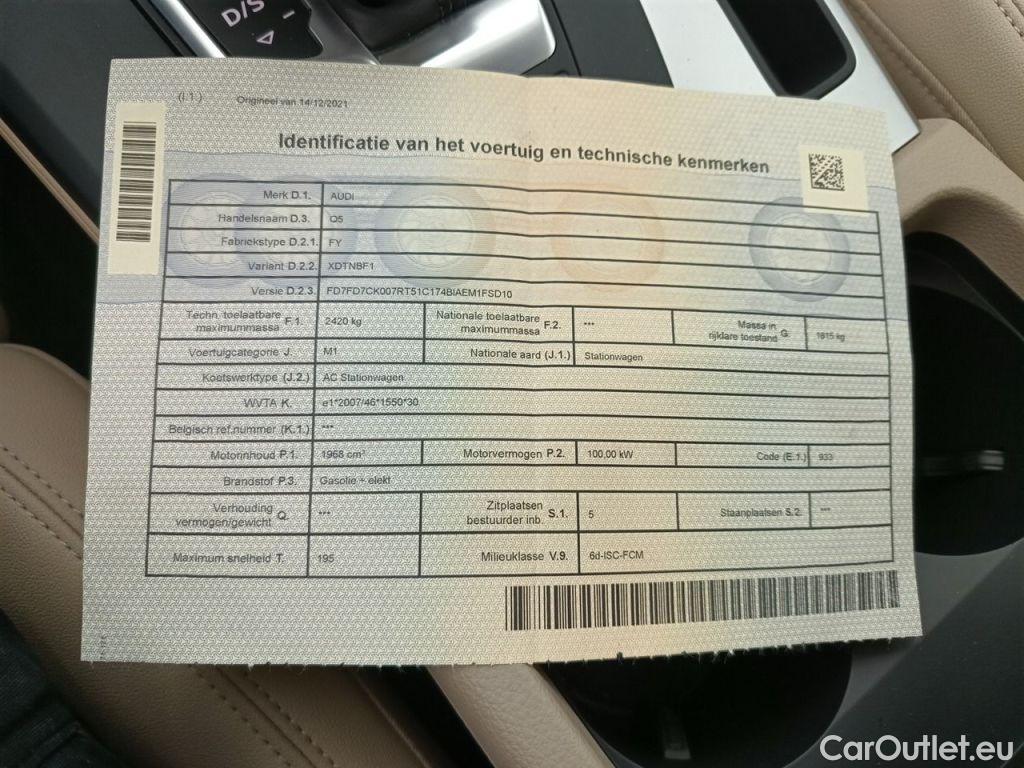 D/S
(I.1.) Origineel van 14/12/2021
Identificatie van het voertuig en technische kenmerken
Merk D.1. AUDI
Handelsnaam D.3. Q5
Fabriekstype D.2.1. FY
Variant D.2.2. XDTNBF1
Versie D.2.3. FD7FD7CK007RT51C174BIAEM1FSD10
Techn. toelaatbare maximummassa F.1. 2420 kg Nationale toelaatbare maximummassa F.2. *** Massa in rijklare toestand G 1815 kg
Voertuigcategorie J. M1 Nationale aard (J.1.) Stationwagen
Koetswerktype (J.2.) AC Stationwagen
WVTA K. e1*2007/46*1550*30
Belgisch ref.nummer (K.1.) ***
Motorinhoud P.1. 1968 cm³ Motorvermogen P.2. 100,00 kW Code (E.1.) 933
Brandstof P.3. Gasolie + elekt
Verhouding vermogen/gewicht Q. *** Zitplaatsen bestuurder inb. S.1. 5 Staanplaatsen S.2. ***
Maximum snelheid T. 195 Milieuklasse V.9. 6d-ISC-FCM
CarOutlet.eu